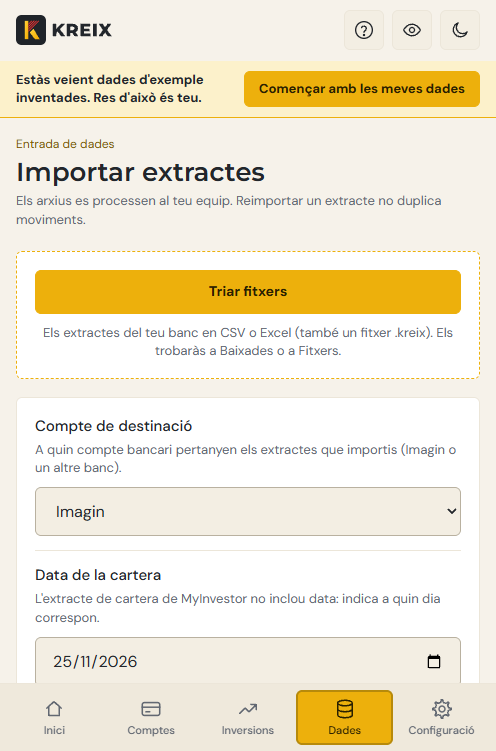 KREIX
Estàs veient dades d'exemple
inventades. Res d'això és teu.
Començar amb les meves dades
Entrada de dades
Importar extractes
Els arxius es processen al teu equip. Reimportar un extracte no duplica
moviments.
Triar fitxers
Els extractes del teu banc en CSV o Excel (també un fitxer .kreix). Els
trobaràs a Baixades o a Fitxers.
Compte de destinació
A quin compte bancari pertanyen els extractes que importis (Imagin o
un altre banc).
Imagin
Data de la cartera
L'extracte de cartera de MyInvestor no inclou data: indica a quin dia
correspon.
25/11/2026
Inici
Comptes
Inversions
Dades
Configuració